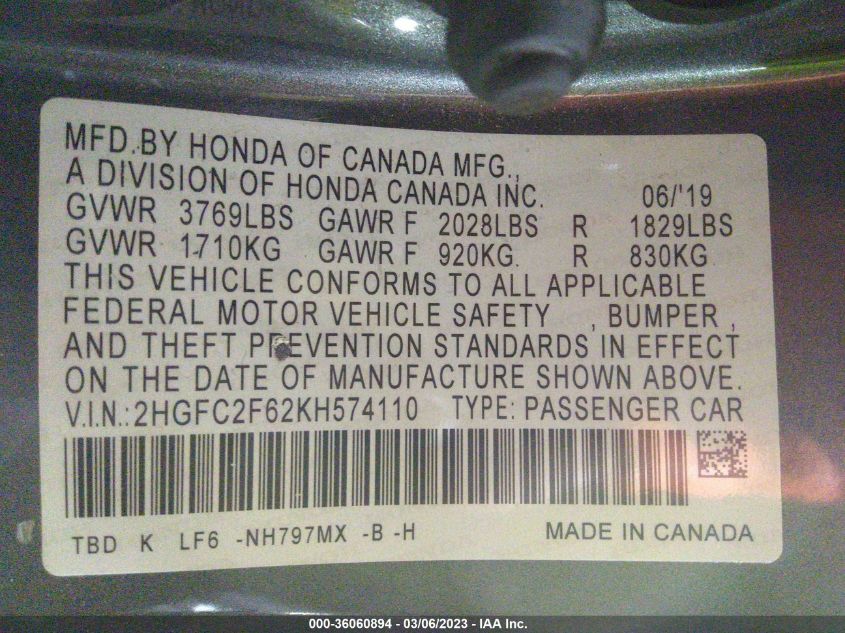 MFD. BY HONDA OF CANADA MFG.,
A DIVISION OF HONDA CANADA INC. 06/'19
GVWR 3769LBS GAWR F 2028LBS R 1829LBS
GVWR 1710KG GAWR F 920KG. R 830KG
THIS VEHICLE CONFORMS TO ALL APPLICABLE
FEDERAL MOTOR VEHICLE SAFETY , BUMPER ,
AND THEFT PREVENTION STANDARDS IN EFFECT
ON THE DATE OF MANUFACTURE SHOWN ABOVE.
V.I.N.: 2HGFC2F62KH574110 TYPE: PASSENGER CAR
TBD K LF6 -NH797MX -B -H MADE IN CANADA
000-36060894 - 03/06/2023 - IAA Inc.